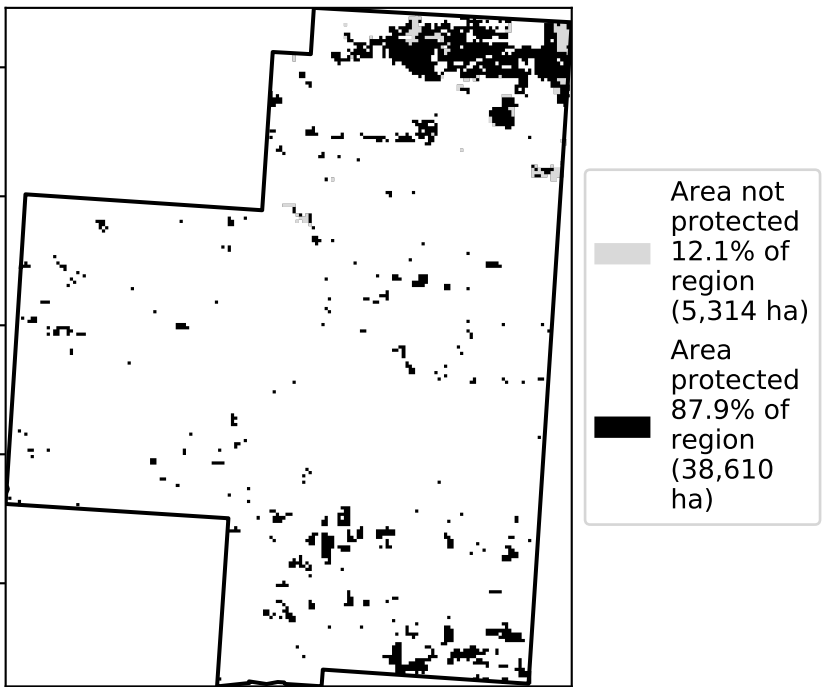 Area not
protected
12.1% of
region
(5,314 ha)
Area
protected
87.9% of
region
(38,610
ha)